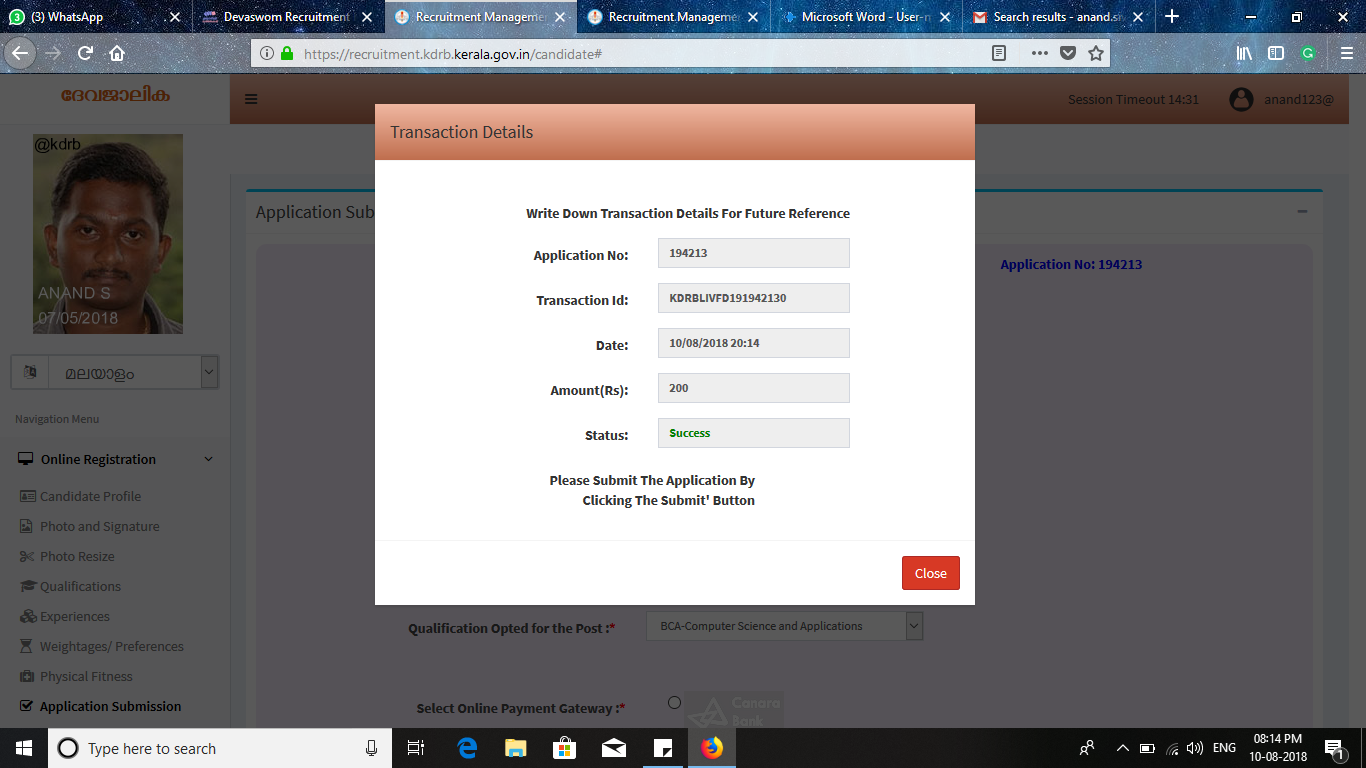 (3) WhatsApp
Devaswom Recruitment
Recruitment Manageme
Recruitment Manageme
Microsoft Word - User-m
Search results - anand.si
https://recruitment.kdrb.kerala.gov.in/candidate#
ദേവജാലിക
Session Timeout 14:31
anand123@
@kdrb
ANAND S
07/05/2018
മലയാളം
Navigation Menu
Online Registration
Candidate Profile
Photo and Signature
Photo Resize
Qualifications
Experiences
Weightages/ Preferences
Physical Fitness
Application Submission
Application Sub
Application No: 194213
Transaction Details
Write Down Transaction Details For Future Reference
Application No: 194213
Transaction Id: KDRBLIVFD191942130
Date: 10/08/2018 20:14
Amount(Rs): 200
Status: Success
Please Submit The Application By
Clicking The Submit' Button
Close
Qualification Opted for the Post :* BCA-Computer Science and Applications
Select Online Payment Gateway :*
Canara
Bank
Type here to search
ENG
08:14 PM
10-08-2018
1